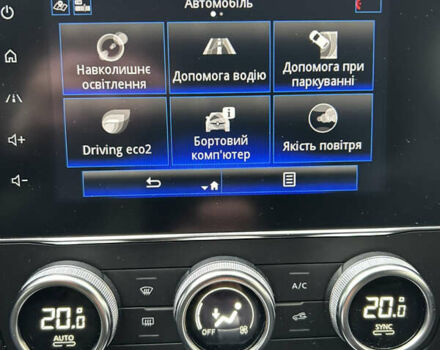 Автомобіль
Навколишнє
освітлення
Допомога водію
Допомога при
паркуванні
Driving eco2
Бортовий
комп'ютер
Якість повітря
A/C
20.0
AUTO
OFF
20.0
SYNC